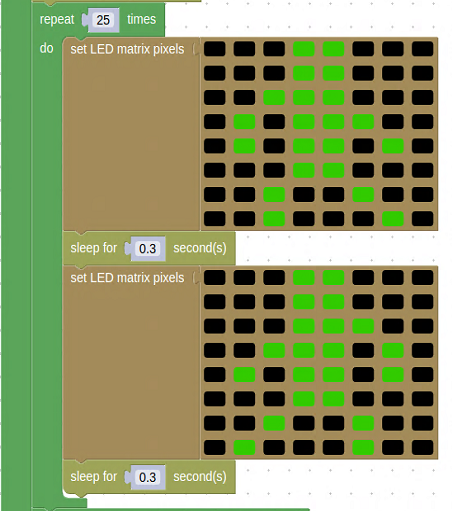 repeat 25 times
do set LED matrix pixels
sleep for 0.3 second(s)
set LED matrix pixels
sleep for 0.3 second(s)